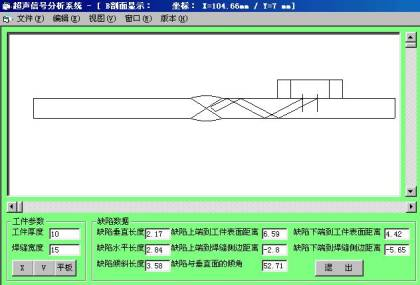 超声信号分析系统 - [ B剖面显示: 坐标: X=104.66mm / Y=7 mm]
文件(F) 编辑(E) 视图(V) 窗口(W) 版本(H)
工件参数 缺陷数据
工件厚度 10 缺陷垂直长度 2.17 缺陷上端到工件表面距离 6.59 缺陷下端到工件表面距离 4.42
焊缝宽度 15 缺陷水平长度 2.84 缺陷上端到焊缝侧边距离 -2.8 缺陷下端到焊缝侧边距离 -5.65
X V 平板 缺陷倾斜长度 3.58 缺陷与垂直面的倾角 52.71 退 出